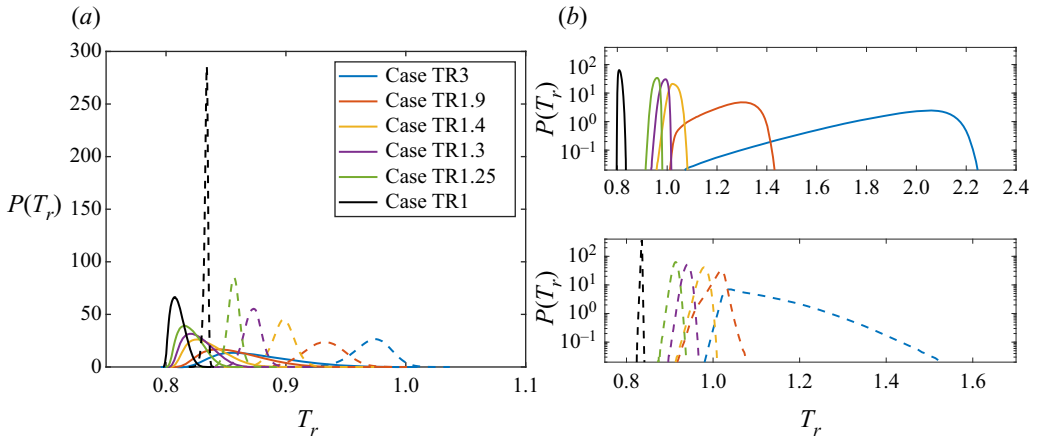 (a)
300
250
200
150
100
50
0
P(T_r)
0.8 0.9 1.0 1.1
T_r
Case TR3
Case TR1.9
Case TR1.4
Case TR1.3
Case TR1.25
Case TR1
(b)
10^2
10^1
10^0
10^-1
P(T_r)
0.8 1.0 1.2 1.4 1.6 1.8 2.0 2.2 2.4
10^2
10^1
10^0
10^-1
P(T_r)
0.8 1.0 1.2 1.4 1.6
T_r